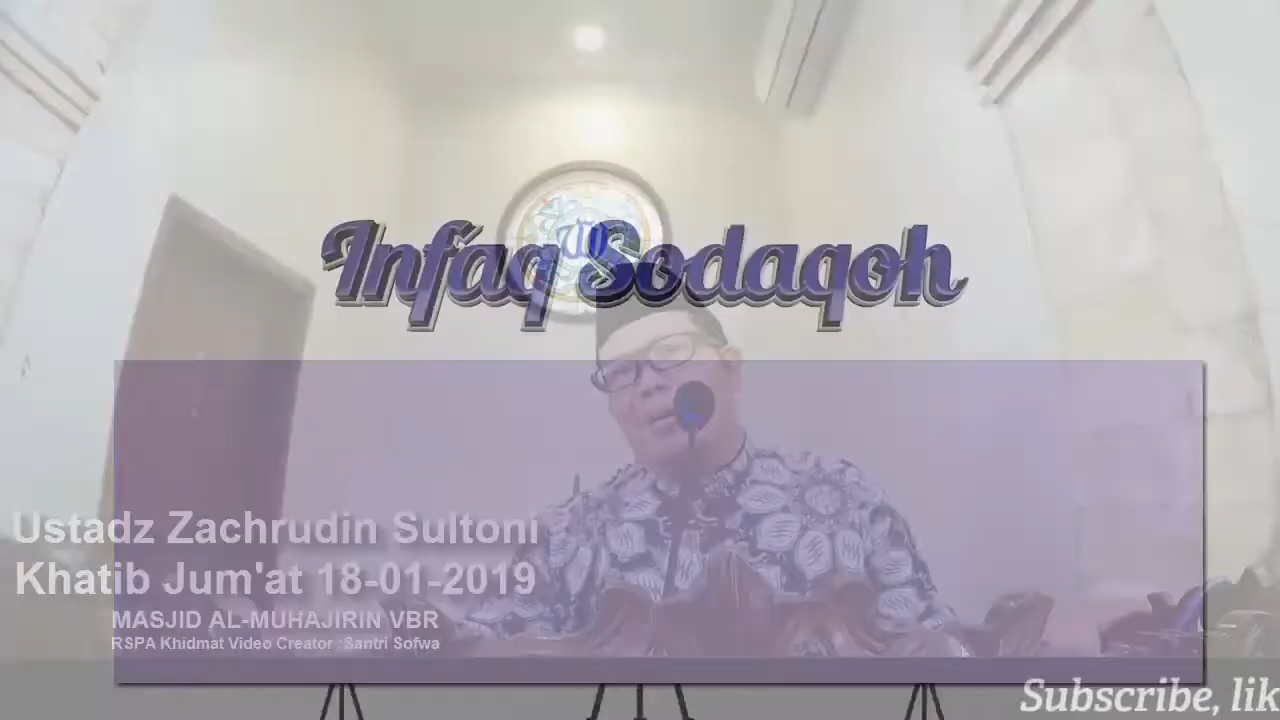 Infaq Sodaqoh
Ustadz Zachrudin Sultoni
Khatib Jum'at 18-01-2019
MASJID AL-MUHAJIRIN VBR
RSPA Khidmat Video Creator :Santri Sofwa
Subscribe, lik